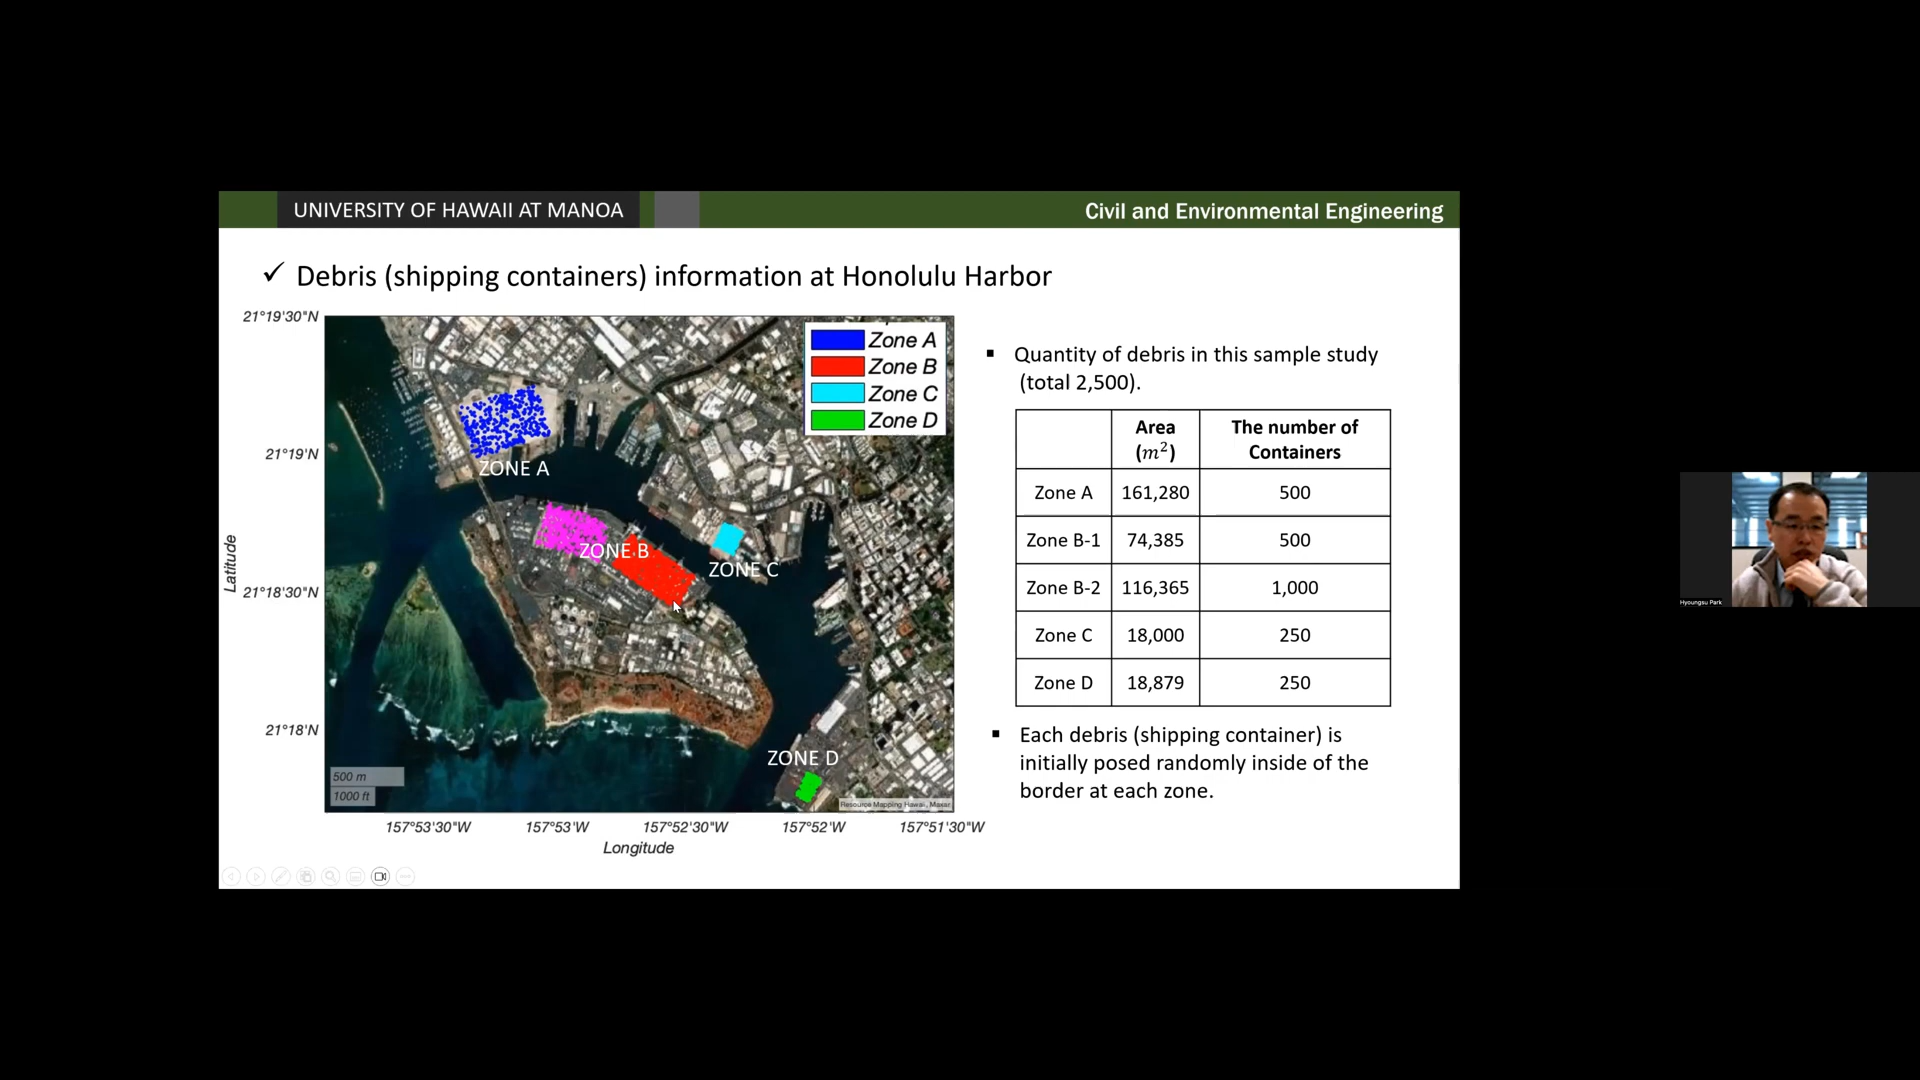 UNIVERSITY OF HAWAII AT MANOA
Civil and Environmental Engineering
✓ Debris (shipping containers) information at Honolulu Harbor
21°19'30"N
21°19'N
21°18'30"N
21°18'N
Latitude
Zone A
Zone B
Zone C
Zone D
ZONE A
ZONE B
ZONE C
ZONE D
500 m
1000 ft
Resource Mapping Hawaii, Maxar
157°53'30"W 157°53'W 157°52'30"W 157°52'W 157°51'30"W
Longitude
▪ Quantity of debris in this sample study
(total 2,500).
Area The number of
(m²) Containers
Zone A 161,280 500
Zone B-1 74,385 500
Zone B-2 116,365 1,000
Zone C 18,000 250
Zone D 18,879 250
▪ Each debris (shipping container) is
initially posed randomly inside of the
border at each zone.
Hyoungsu Park